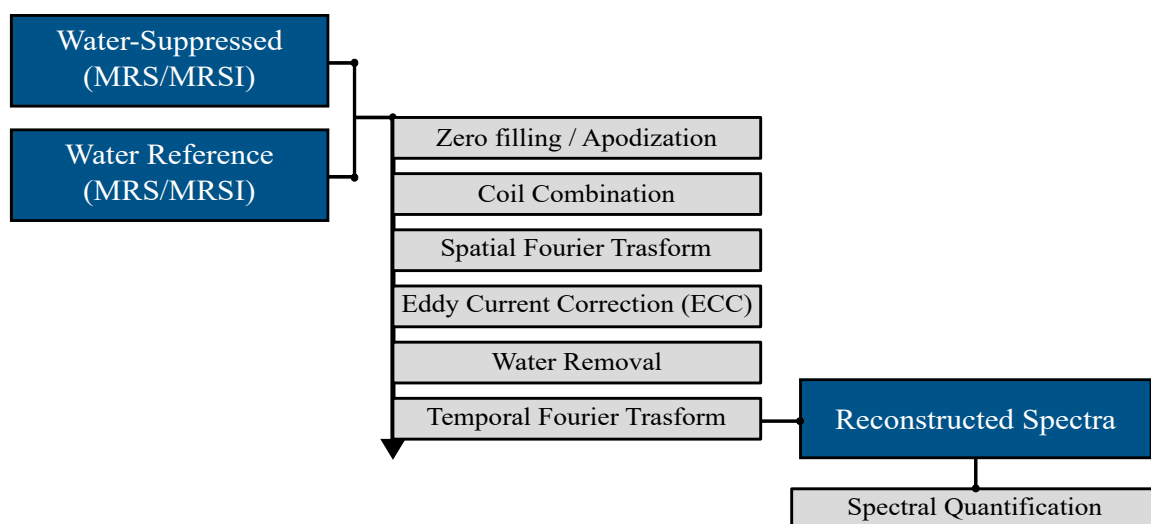 Water-Suppressed
(MRS/MRSI)
Water Reference
(MRS/MRSI)
Zero filling / Apodization
Coil Combination
Spatial Fourier Trasform
Eddy Current Correction (ECC)
Water Removal
Temporal Fourier Trasform
Reconstructed Spectra
Spectral Quantification